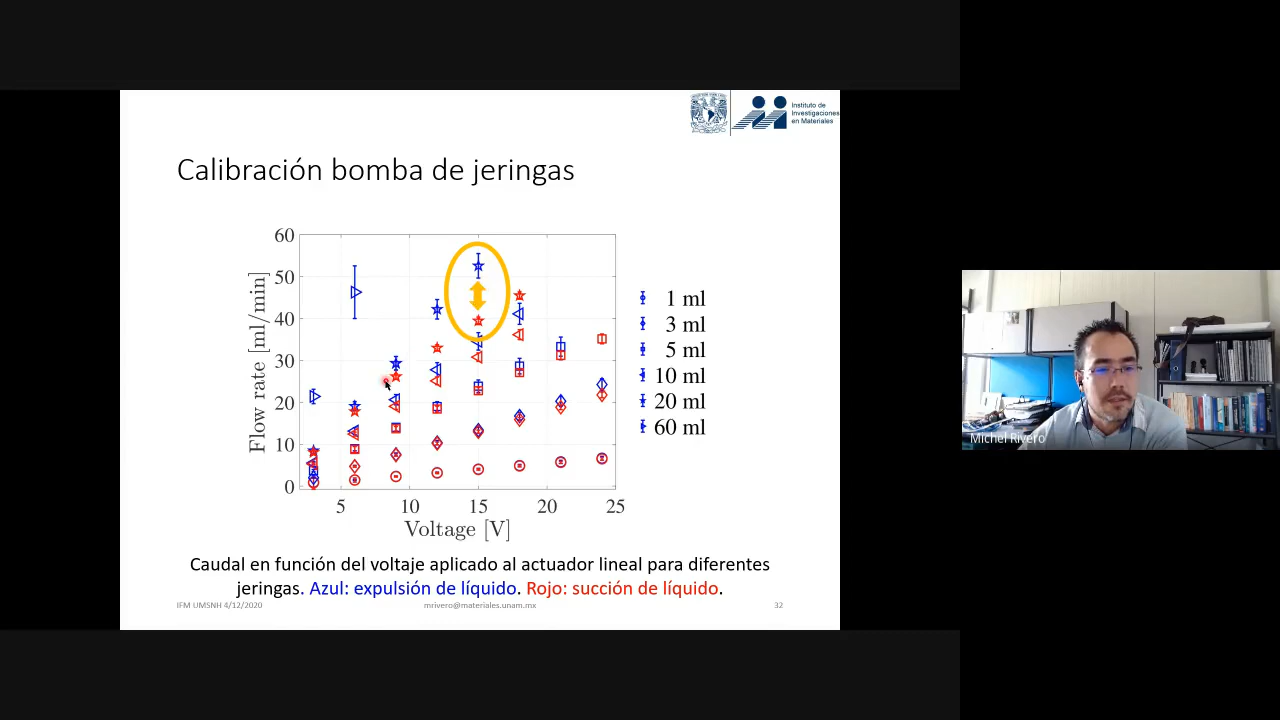 Instituto de
Investigaciones
en Materiales
Calibración bomba de jeringas
60
50
40
30
20
10
0
Flow rate [ml/min]
5
10
15
20
25
Voltage [V]
1 ml
3 ml
5 ml
10 ml
20 ml
60 ml
Caudal en función del voltaje aplicado al actuador lineal para diferentes
jeringas. Azul: expulsión de líquido. Rojo: succión de líquido.
IFM UMSNH 4/12/2020
mrivero@materiales.unam.mx
32
Michel Rivero